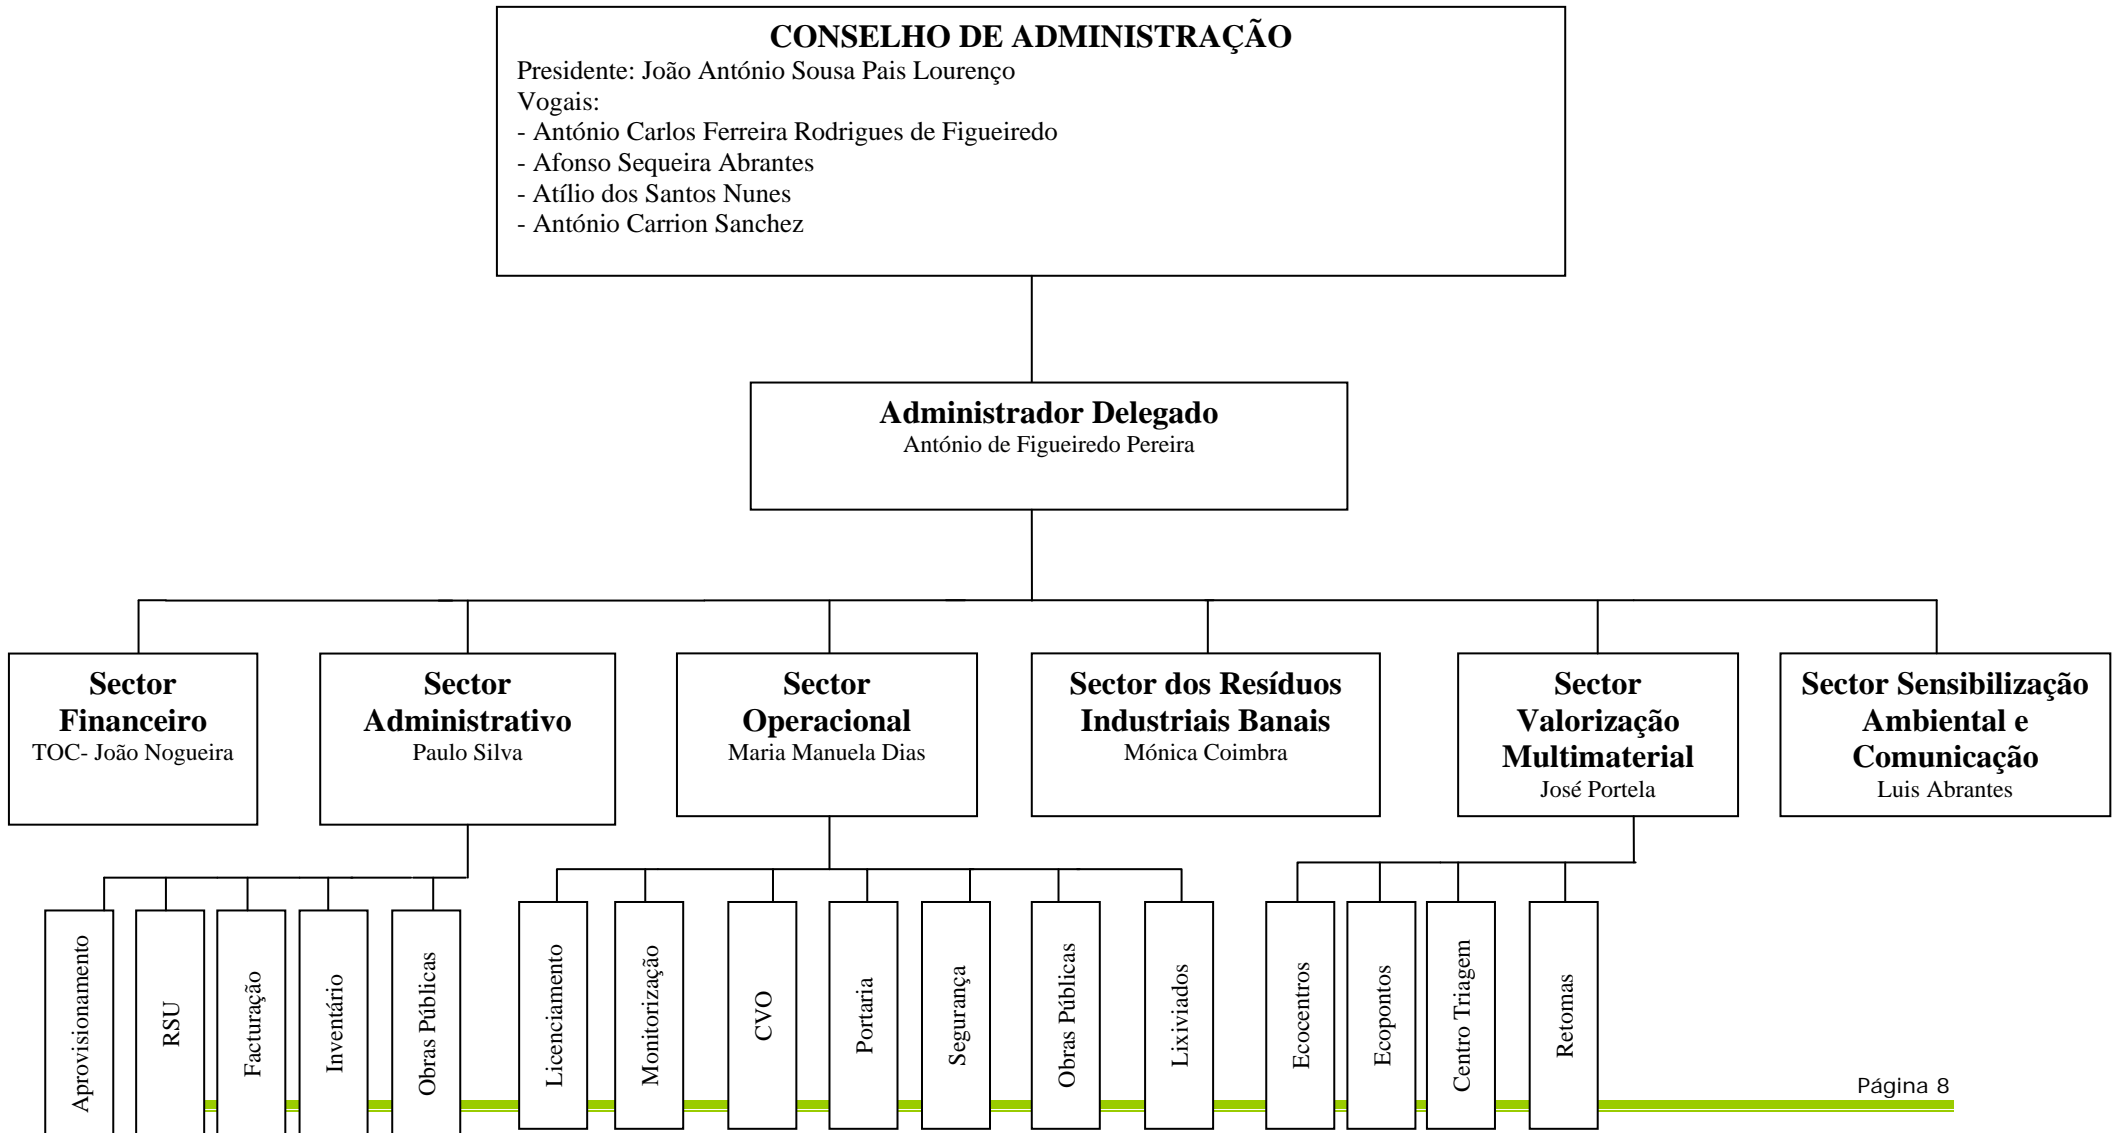 CONSELHO DE ADMINISTRAÇÃO
Presidente: João António Sousa Pais Lourenço
Vogais:
- António Carlos Ferreira Rodrigues de Figueiredo
- Afonso Sequeira Abrantes
- Atílio dos Santos Nunes
- António Carrion Sanchez
Administrador Delegado
António de Figueiredo Pereira
Sector
Financeiro
TOC- João Nogueira
Sector
Administrativo
Paulo Silva
Sector
Operacional
Maria Manuela Dias
Sector dos Resíduos
Industriais Banais
Mónica Coimbra
Sector
Valorização
Multimaterial
José Portela
Sector Sensibilização
Ambiental e
Comunicação
Luis Abrantes
Aprovisionamento
RSU
Facturação
Inventário
Obras Públicas
Licenciamento
Monitorização
CVO
Portaria
Segurança
Obras Públicas
Lixiviados
Ecocentros
Ecopontos
Centro Triagem
Retomas
Página 8